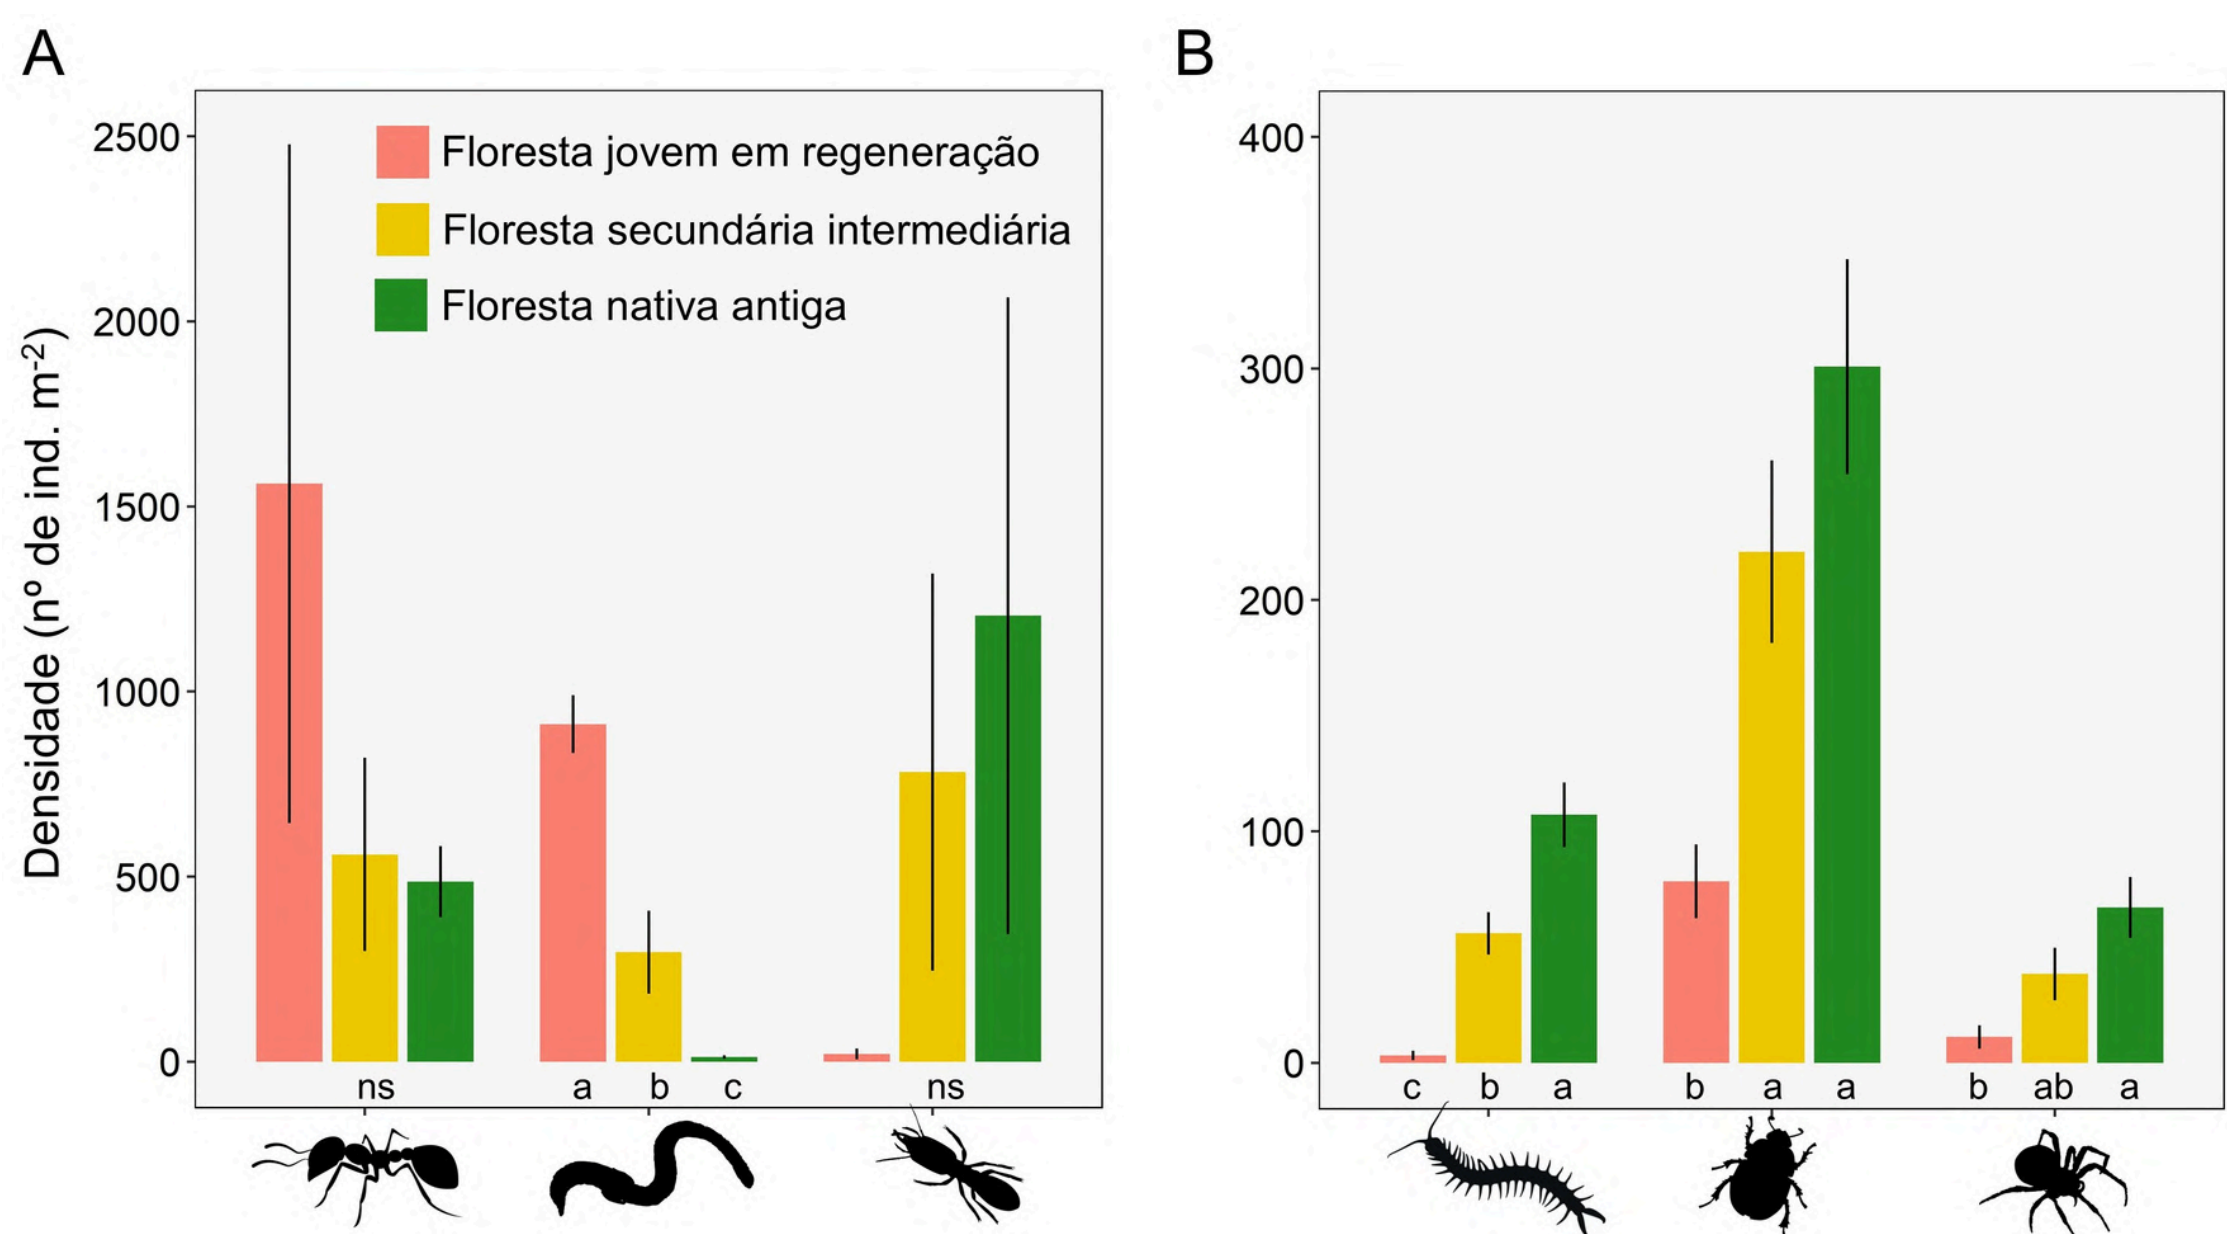 A
Densidade (nº de ind. m-2)
2500
2000
1500
1000
500
0
Floresta jovem em regeneração
Floresta secundária intermediária
Floresta nativa antiga
ns
a b c
ns
B
400
300
200
100
0
c b a
b a a
b ab a